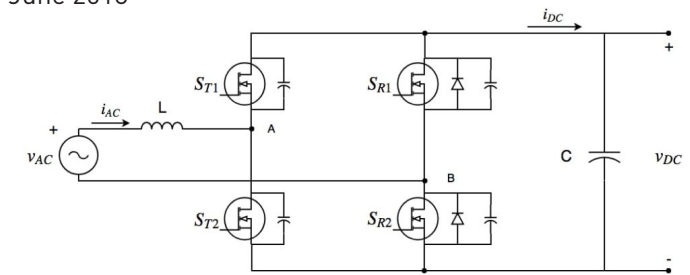 June 2018
i_DC
+
S_T1
S_R1
i_AC
L
A
+
v_AC
C
v_DC
B
S_T2
S_R2
-